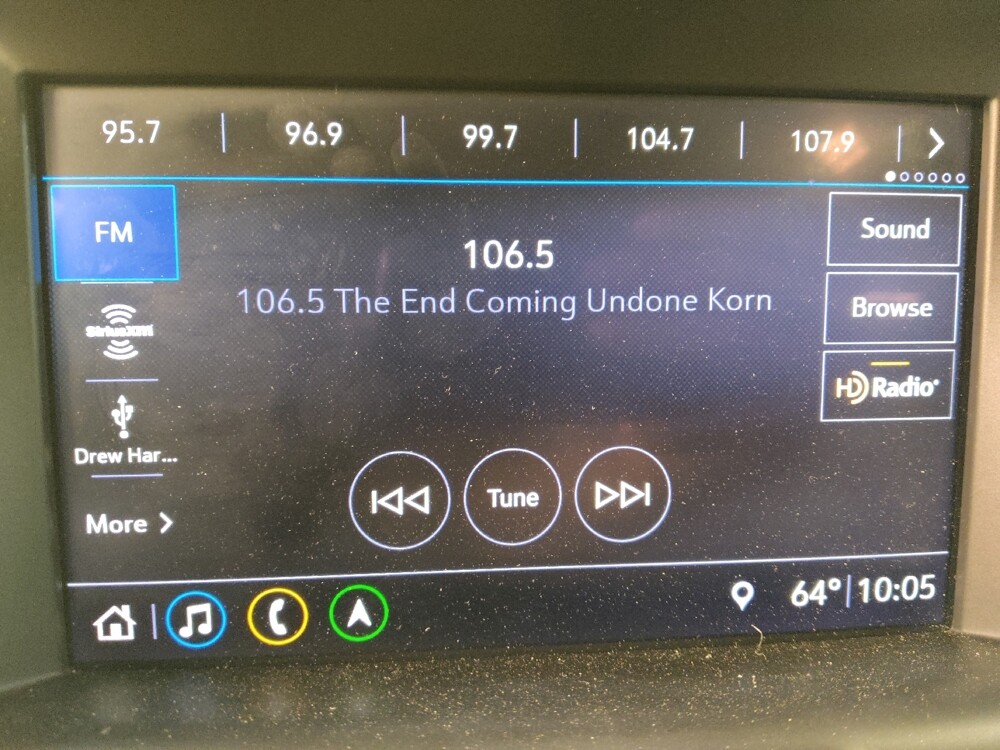 95.7 96.9 99.7 104.7 107.9
FM
106.5
Sound
106.5 The End Coming Undone Korn
Browse
SiriusXM
HD Radio
Drew Har...
Tune
More
64° 10:05